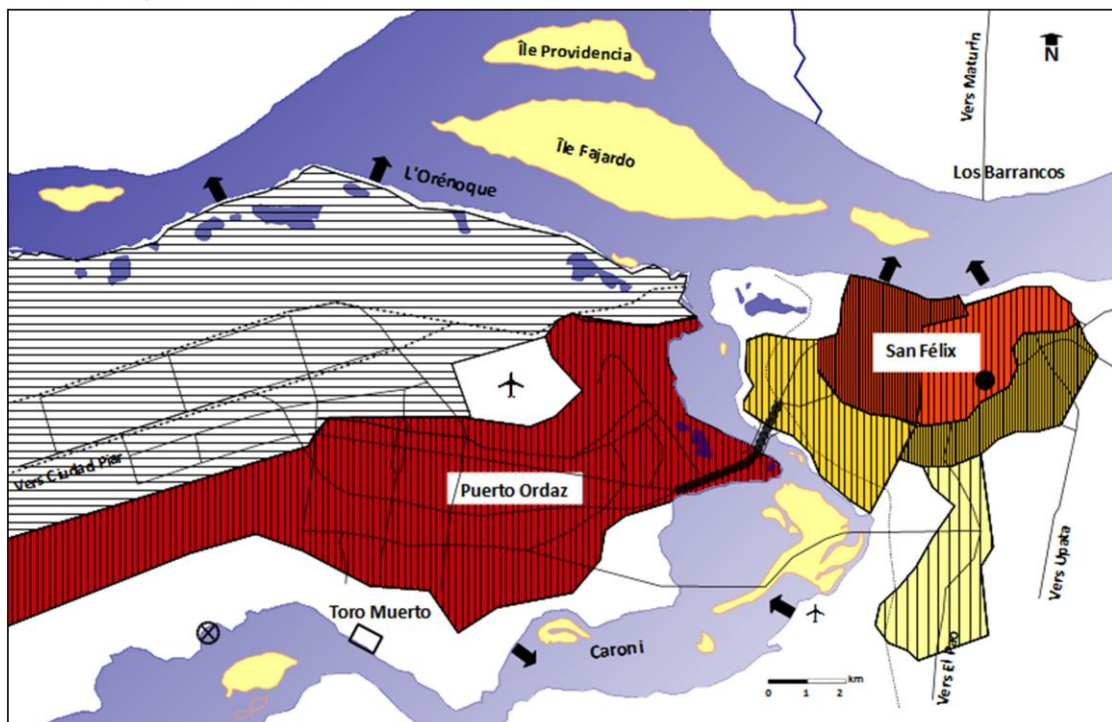 Île Providencia
Vers Maturin
N
Île Fajardo
Los Barrancos
L'Orénoque
San Félix
Vers Ciudad Piar
Puerto Ordaz
Vers Upata
Toro Muerto
Caroni
Vers El Pao
km
0 1 2